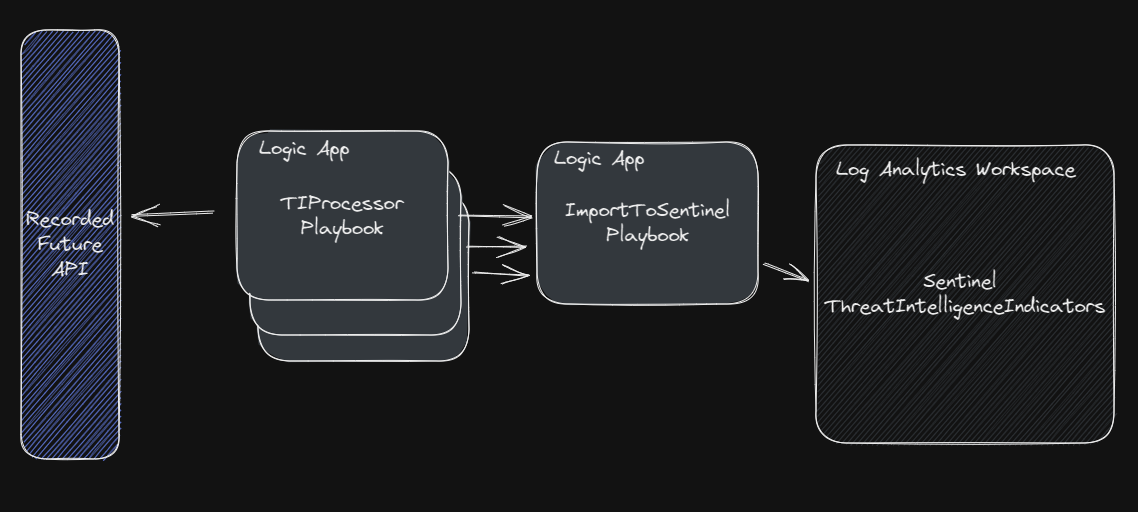 Recorded
Future
API
Logic App
TIProcessor
Playbook
Logic App
ImportToSentinel
Playbook
Log Analytics Workspace
Sentinel
ThreatIntelligenceIndicators